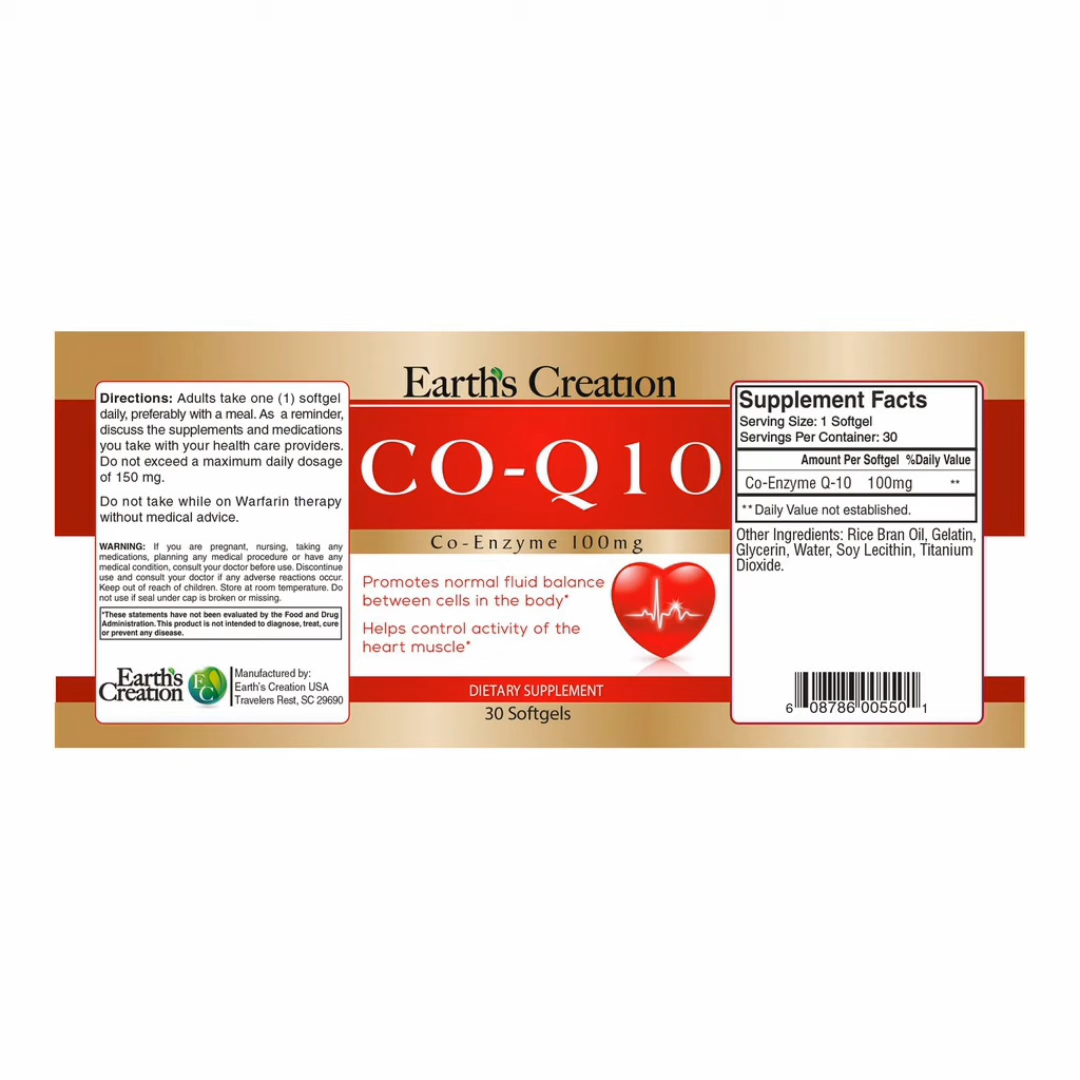 Directions: Adults take one (1) softgel
daily, preferably with a meal. As a reminder,
discuss the supplements and medications
you take with your health care providers.
Do not exceed a maximum daily dosage
of 150 mg.
Do not take while on Warfarin therapy
without medical advice.
WARNING: If you are pregnant, nursing, taking any
medications, planning any medical procedure or have any
medical condition, consult your doctor before use. Discontinue
use and consult your doctor if any adverse reactions occur.
Keep out of reach of children. Store at room temperature. Do
not use if seal under cap is broken or missing.
*These statements have not been evaluated by the Food and Drug
Administration. This product is not intended to diagnose, treat, cure
or prevent any disease.
Earth's
Creation
EC
Manufactured by:
Earth's Creation USA
Travelers Rest, SC 29690
Earth's Creation
CO-Q10
Co-Enzyme 100mg
Promotes normal fluid balance
between cells in the body*
Helps control activity of the
heart muscle*
DIETARY SUPPLEMENT
30 Softgels
Supplement Facts
Serving Size: 1 Softgel
Servings Per Container: 30
Amount Per Softgel %Daily Value
Co-Enzyme Q-10 100mg **
**Daily Value not established.
Other Ingredients: Rice Bran Oil, Gelatin,
Glycerin, Water, Soy Lecithin, Titanium
Dioxide.
6 08786 00550 1